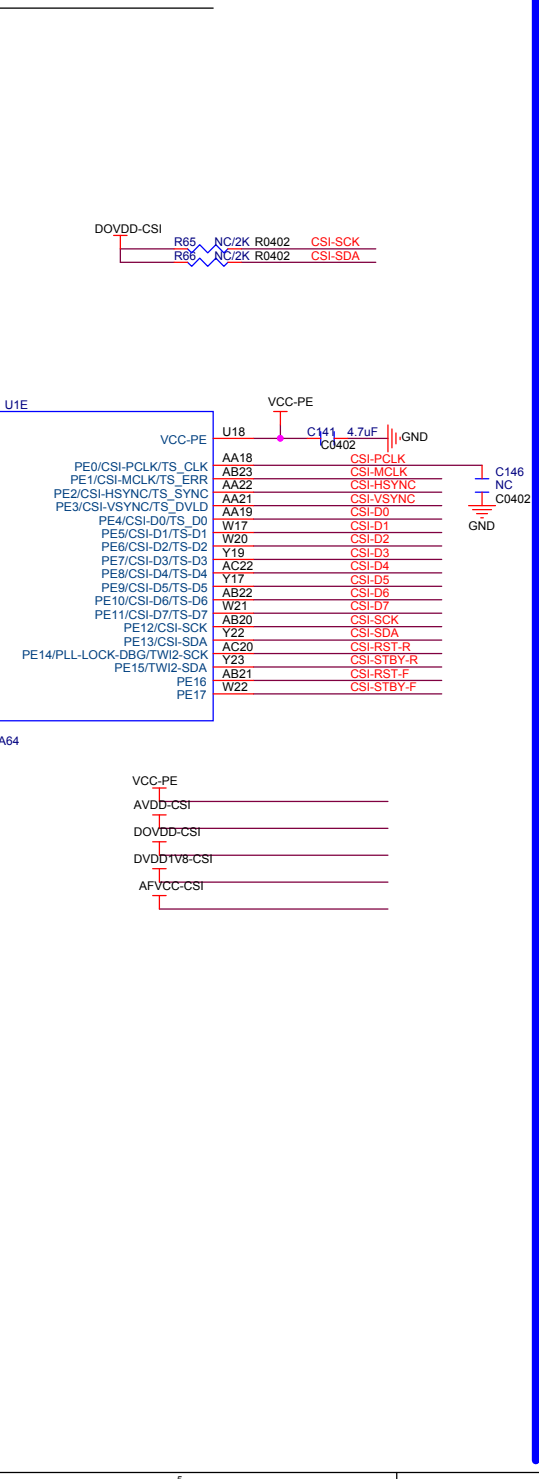 DOVDD-CSI
R65 NC/2K R0402 CSI-SCK
R66 NC/2K R0402 CSI-SDA
U1E
VCC-PE
VCC-PE U18 C141 4.7uF GND
C0402
PE0/CSI-PCLK/TS_CLK AA18 CSI-PCLK
PE1/CSI-MCLK/TS_ERR AB23 CSI-MCLK
PE2/CSI-HSYNC/TS_SYNC AA22 CSI-HSYNC
PE3/CSI-VSYNC/TS_DVLD AA21 CSI-VSYNC
PE4/CSI-D0/TS_D0 AA19 CSI-D0
PE5/CSI-D1/TS-D1 W17 CSI-D1
PE6/CSI-D2/TS-D2 W20 CSI-D2
PE7/CSI-D3/TS-D3 Y19 CSI-D3
PE8/CSI-D4/TS-D4 AC22 CSI-D4
PE9/CSI-D5/TS-D5 Y17 CSI-D5
PE10/CSI-D6/TS-D6 AB22 CSI-D6
PE11/CSI-D7/TS-D7 W21 CSI-D7
PE12/CSI-SCK AB20 CSI-SCK
PE13/CSI-SDA Y22 CSI-SDA
PE14/PLL-LOCK-DBG/TWI2-SCK AC20 CSI-RST-R
PE15/TWI2-SDA Y23 CSI-STBY-R
PE16 AB21 CSI-RST-F
PE17 W22 CSI-STBY-F
C146
NC
C0402
GND
A64
VCC-PE
AVDD-CSI
DOVDD-CSI
DVDD1V8-CSI
AFVCC-CSI